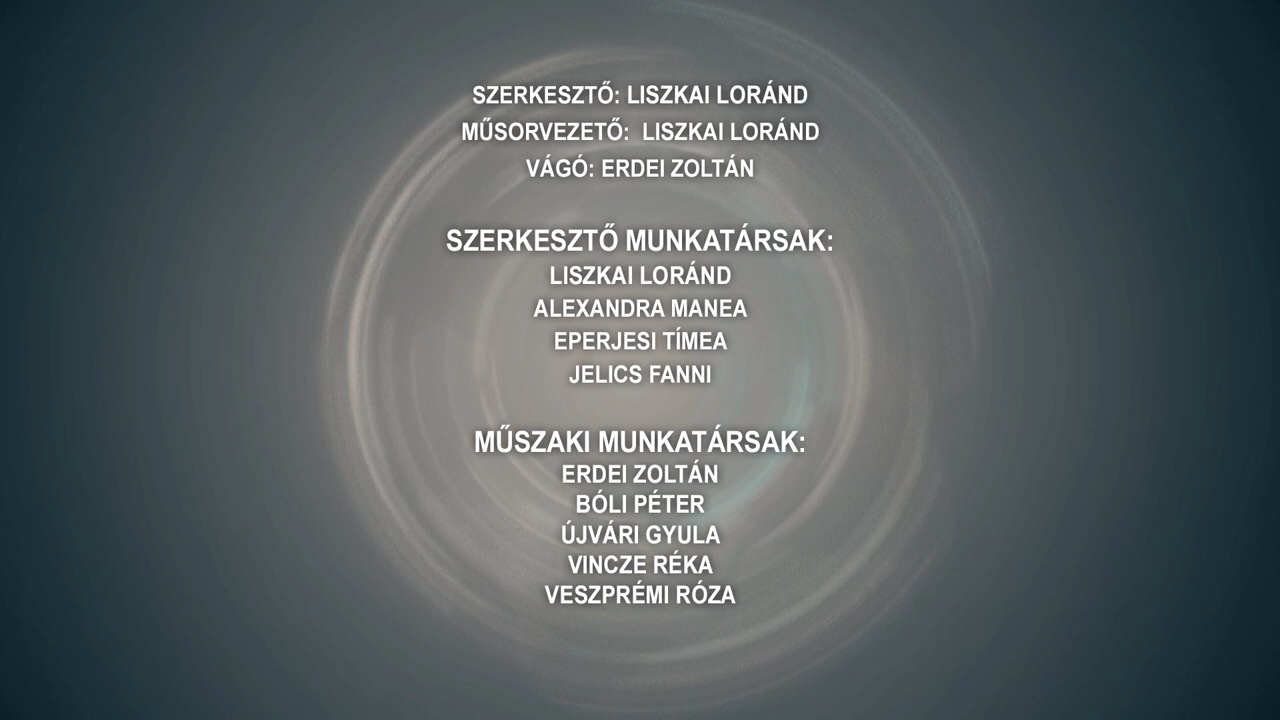 SZERKESZTŐ: LISZKAI LORÁND
MŰSORVEZETŐ: LISZKAI LORÁND
VÁGÓ: ERDEI ZOLTÁN
SZERKESZTŐ MUNKATÁRSAK:
LISZKAI LORÁND
ALEXANDRA MANEA
EPERJESI TÍMEA
JELICS FANNI
MŰSZAKI MUNKATÁRSAK:
ERDEI ZOLTÁN
BÓLI PÉTER
ÚJVÁRI GYULA
VINCZE RÉKA
VESZPRÉMI RÓZA